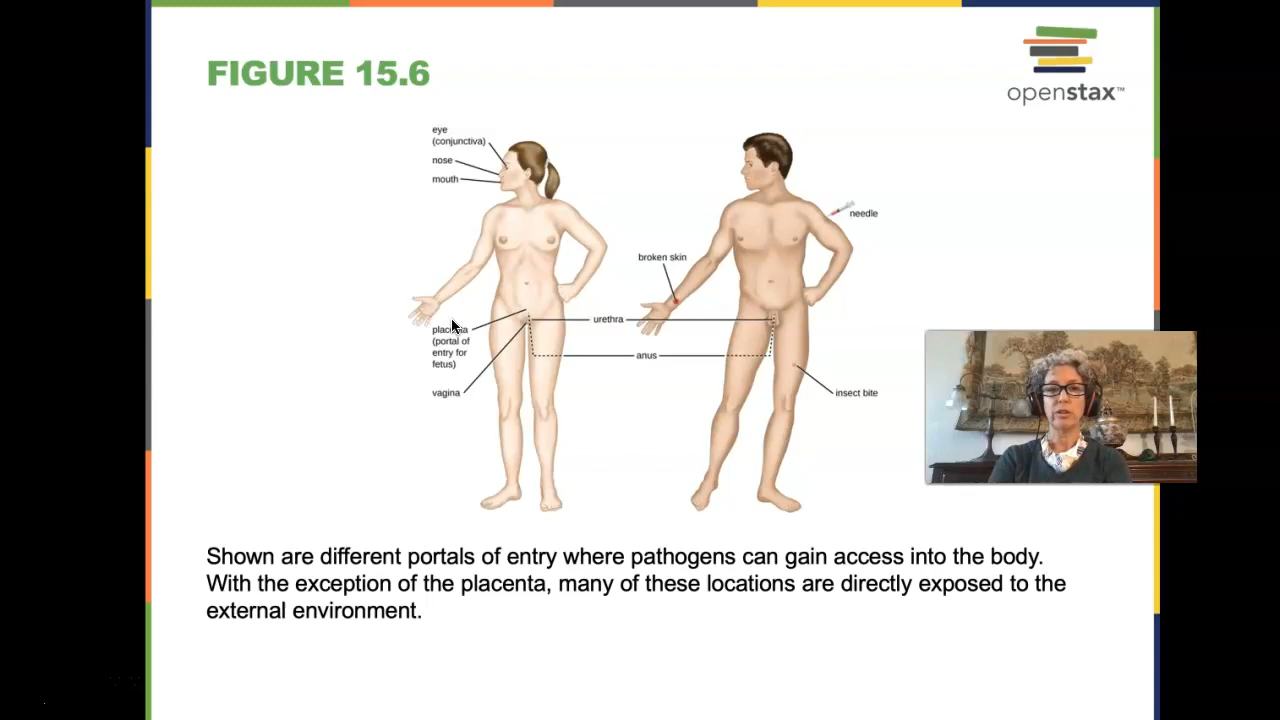 FIGURE 15.6
openstax™
eye
(conjunctiva)
nose
mouth
needle
broken skin
urethra
placenta
(portal of
entry for
fetus)
anus
vagina
insect bite
Shown are different portals of entry where pathogens can gain access into the body.
With the exception of the placenta, many of these locations are directly exposed to the
external environment.